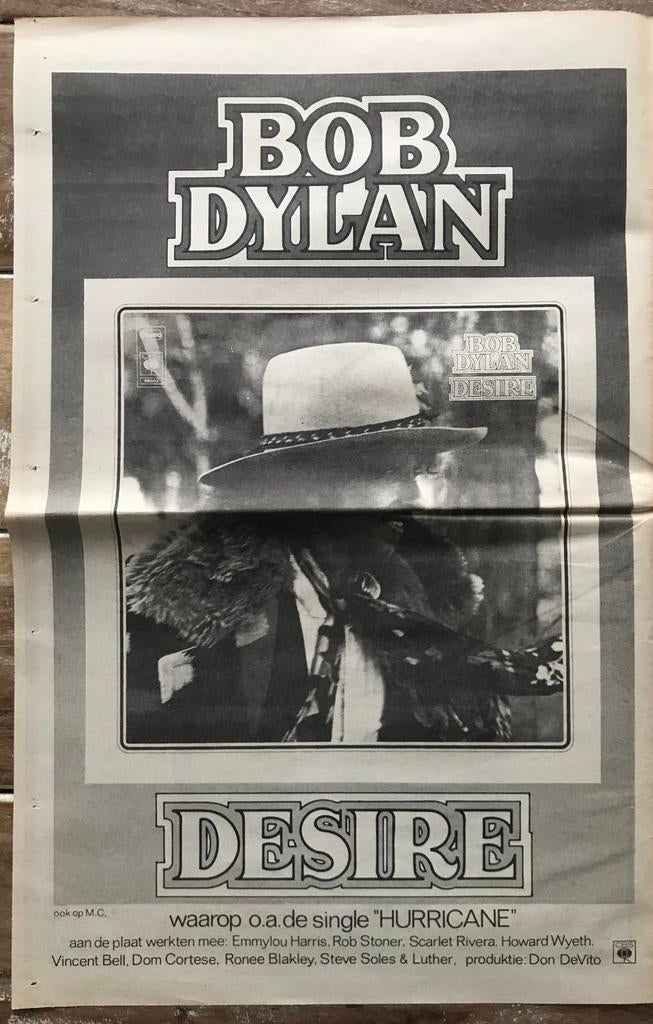 BOB
DYLAN
BOB
DYLAN
DESIRE
DESIRE
ook op M.C.
waarop o.a. de single "HURRICANE"
aan de plaat werkten mee: Emmylou Harris, Rob Stoner, Scarlet Rivera, Howard Wyeth,
Vincent Bell, Dom Cortese, Ronee Blakley, Steve Soles & Luther, produktie: Don DeVito
CBS